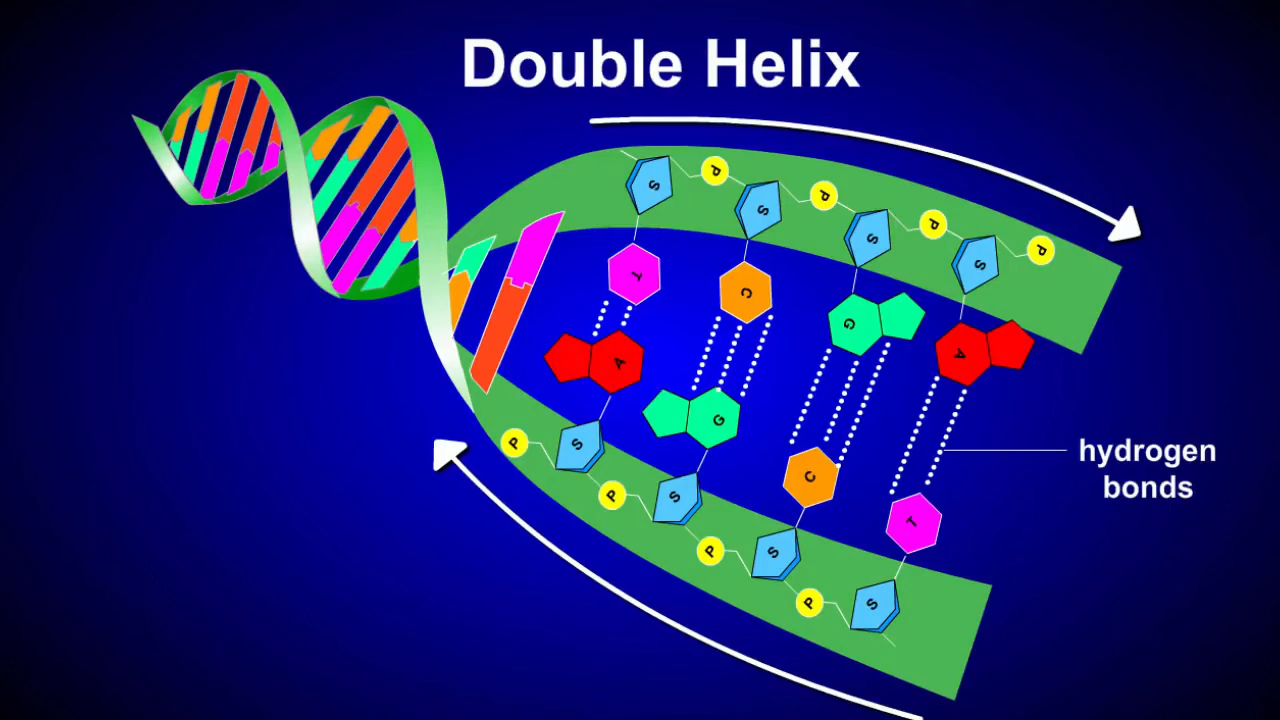 Double Helix
S P S P S P S P
T C G A
A G C T
hydrogen
bonds
P S P S P S P S